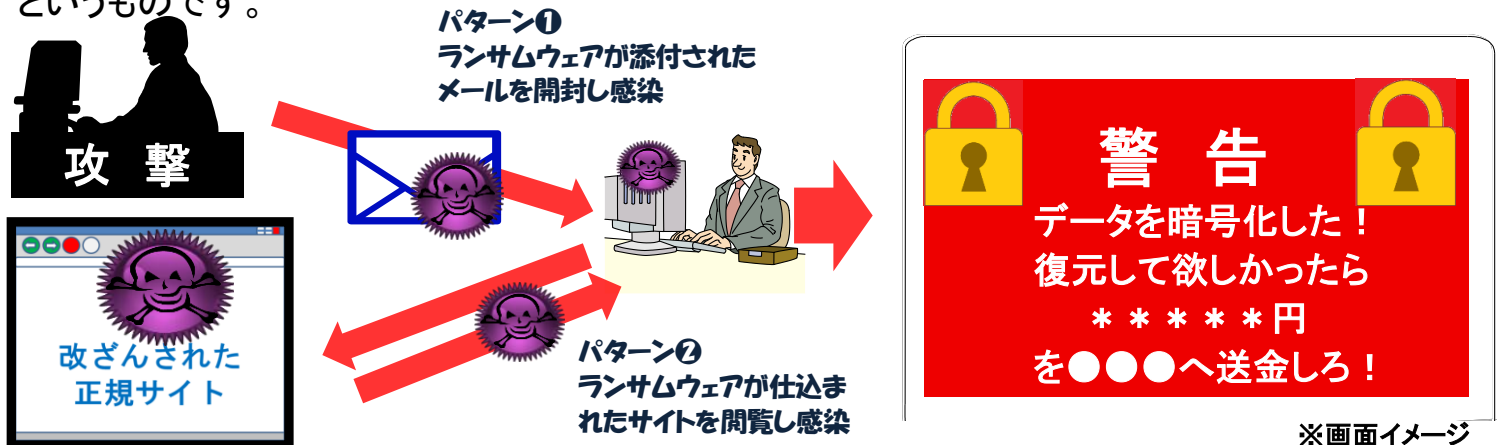 というものです。
攻 撃
パターン❶
ランサムウェアが添付された
メールを開封し感染
改ざんされた
正規サイト
パターン❷
ランサムウェアが仕込ま
れたサイトを閲覧し感染
警 告
データを暗号化した！
復元して欲しかったら
＊＊＊＊＊円
を●●●へ送金しろ！
※画面イメージ